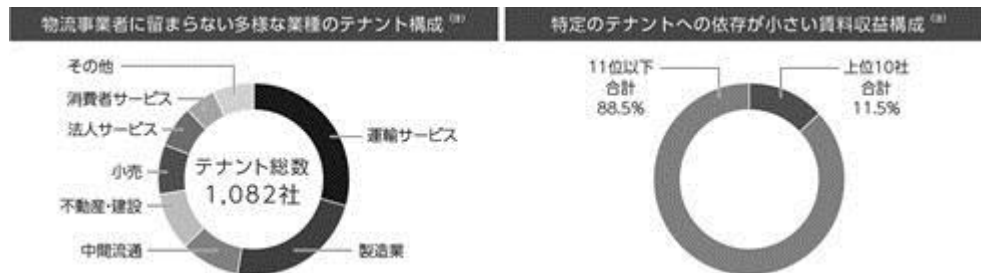 物流事業者に留まらない多様な業種のテナント構成(注)
その他
消費者サービス
法人サービス
小売
不動産・建設
中間流通
運輸サービス
製造業
テナント総数
1,082社
特定のテナントへの依存が小さい賃料収益構成(注)
11位以下
合計
88.5%
上位10社
合計
11.5%